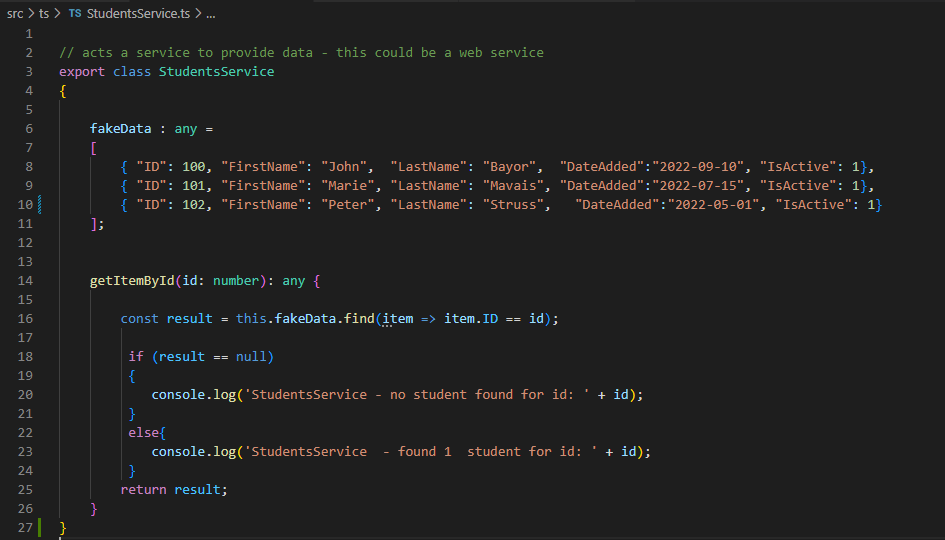 src > ts > TS StudentsService.ts > ...
1
2 // acts a service to provide data - this could be a web service
3 export class StudentsService
4 {
5
6 fakeData : any =
7 [
8 { "ID": 100, "FirstName": "John",  "LastName": "Bayor",  "DateAdded":"2022-09-10", "IsActive": 1},
9 { "ID": 101, "FirstName": "Marie", "LastName": "Mavais", "DateAdded":"2022-07-15", "IsActive": 1},
10 { "ID": 102, "FirstName": "Peter", "LastName": "Struss",   "DateAdded":"2022-05-01", "IsActive": 1}
11 ];
12
13
14 getItemById(id: number): any {
15
16 const result = this.fakeData.find(item => item.ID == id);
17
18 if (result == null)
19 {
20 console.log('StudentsService - no student found for id: ' + id);
21 }
22 else{
23 console.log('StudentsService  - found 1  student for id: ' + id);
24 }
25 return result;
26 }
27 }